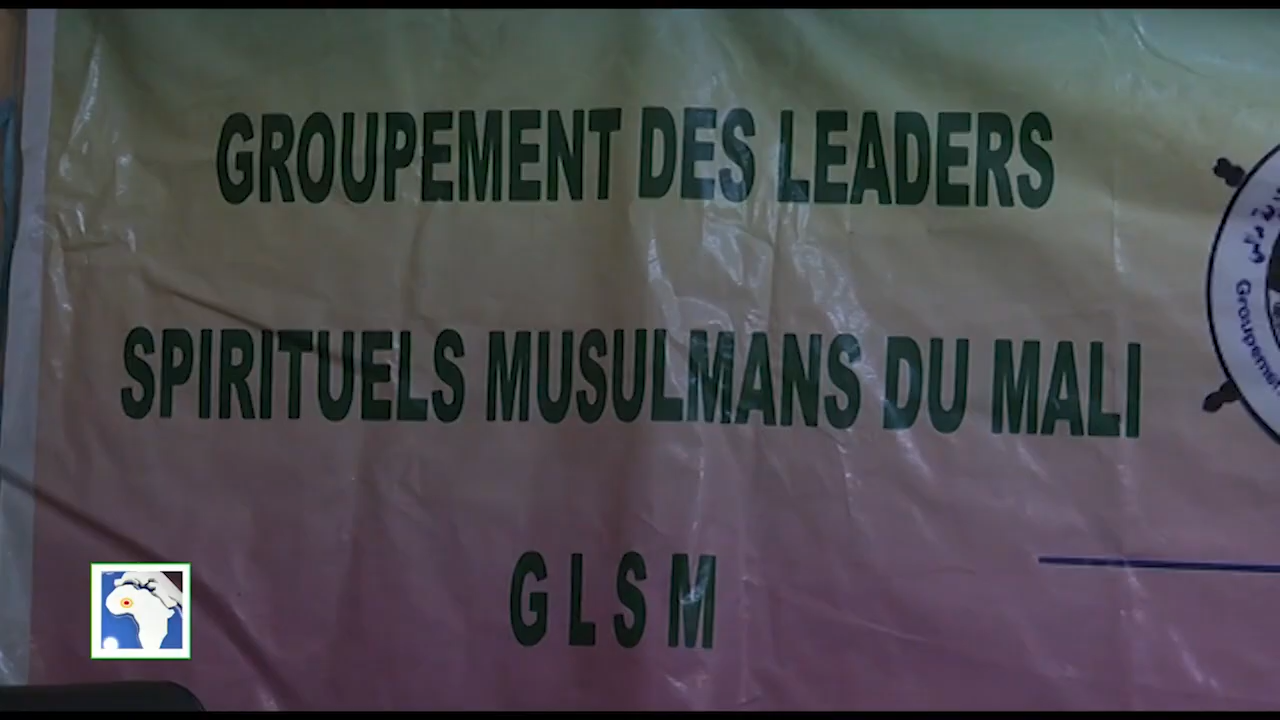 GROUPEMENT DES LEADERS
SPIRITUELS MUSULMANS DU MALI
G L S M